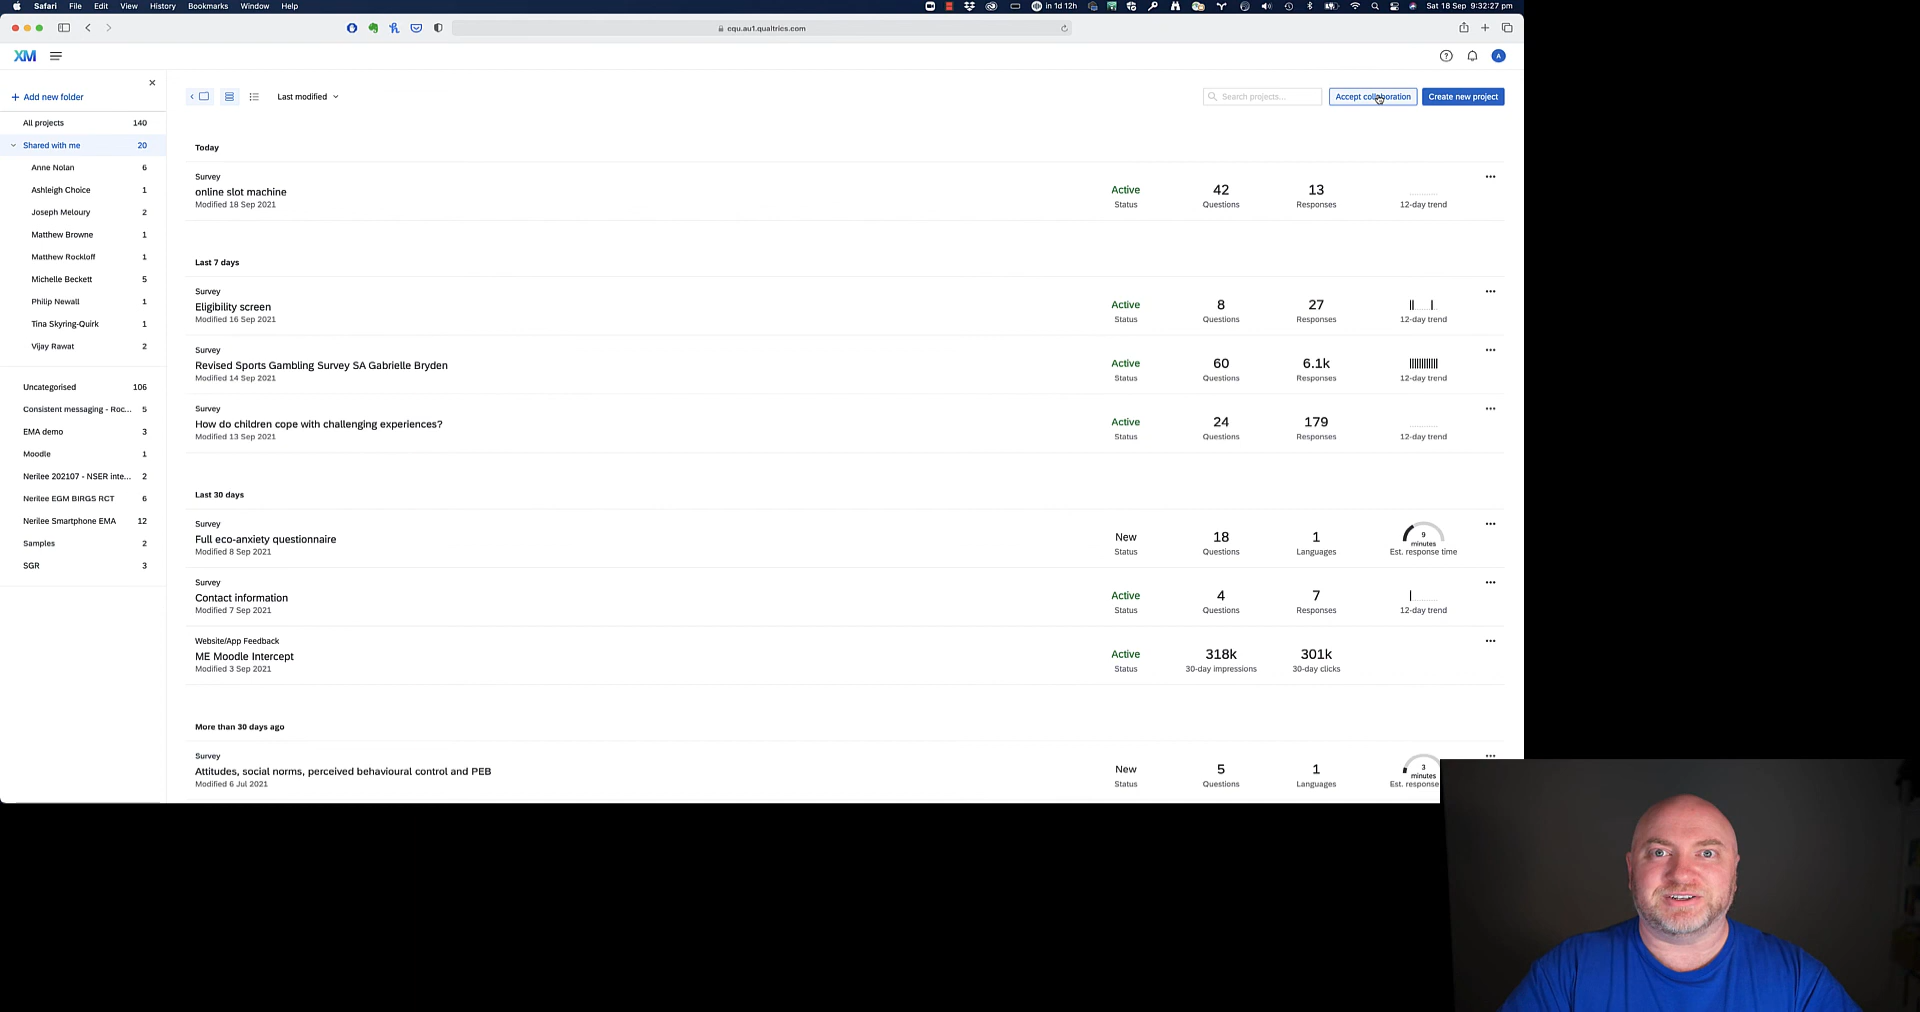 Safari File Edit View History Bookmarks Window Help in 1d 12h Sat 18 Sep 9:32:27 pm
cqu.au1.qualtrics.com
XM
? A
+ Add new folder
Last modified
Search projects...
Accept collaboration
Create new project
All projects 140
Shared with me 20
Anne Nolan 6
Ashleigh Choice 1
Joseph Meloury 2
Matthew Browne 1
Matthew Rockloff 1
Michelle Beckett 5
Philip Newall 1
Tina Skyring-Quirk 1
Vijay Rawat 2
Uncategorised 106
Consistent messaging - Roc... 5
EMA demo 3
Moodle 1
Nerilee 202107 - NSER inte... 2
Nerilee EGM BIRGS RCT 6
Nerilee Smartphone EMA 12
Samples 2
SGR 3
Today
Survey
online slot machine Active 42 13
Modified 18 Sep 2021 Status Questions Responses 12-day trend
Last 7 days
Survey
Eligibility screen Active 8 27
Modified 16 Sep 2021 Status Questions Responses 12-day trend
Survey
Revised Sports Gambling Survey SA Gabrielle Bryden Active 60 6.1k
Modified 14 Sep 2021 Status Questions Responses 12-day trend
Survey
How do children cope with challenging experiences? Active 24 179
Modified 13 Sep 2021 Status Questions Responses 12-day trend
Last 30 days
Survey
Full eco-anxiety questionnaire New 18 1 9 minutes
Modified 8 Sep 2021 Status Questions Languages Est. response time
Survey
Contact information Active 4 7
Modified 7 Sep 2021 Status Questions Responses 12-day trend
Website/App Feedback
ME Moodle Intercept Active 318k 301k
Modified 3 Sep 2021 Status 30-day impressions 30-day clicks
More than 30 days ago
Survey
Attitudes, social norms, perceived behavioural control and PEB New 5 1 3 minutes
Modified 6 Jul 2021 Status Questions Languages Est. response